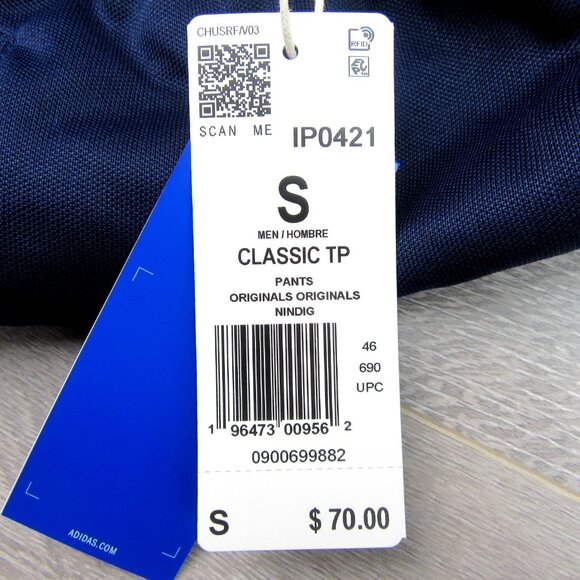 CHUSRF/V03
RFID
SCAN ME
IP0421
S
MEN / HOMBRE
CLASSIC TP
PANTS
ORIGINALS ORIGINALS
NINDIG
46
690
UPC
1 96473 00956 2
0900699882
S $ 70.00
ADIDAS.COM